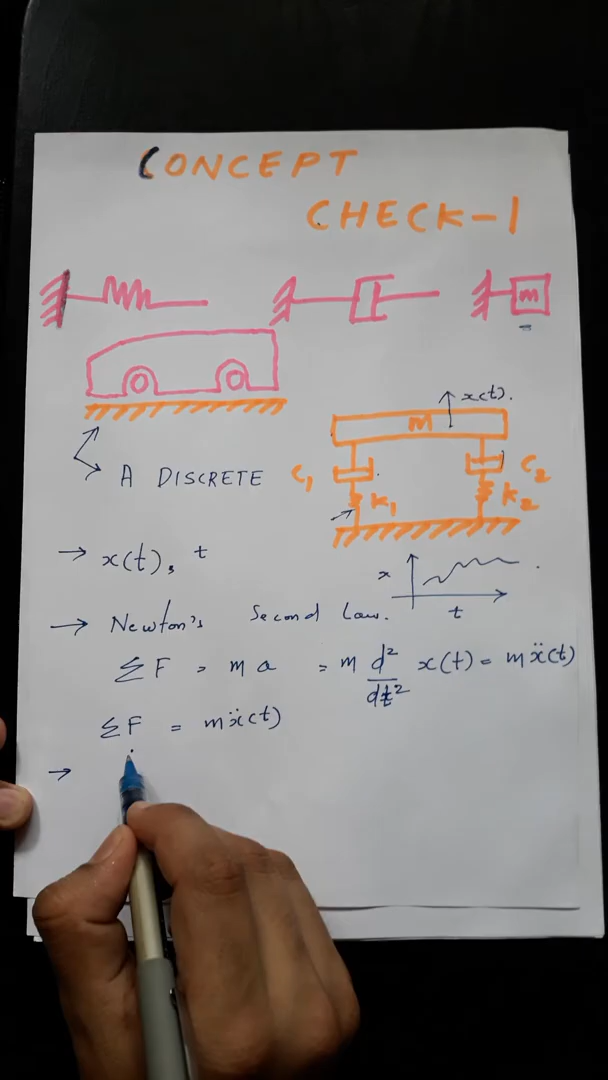 CONCEPT
CHECK-1
m
x(t).
m
C₁
C₂
K₁
K₂
A DISCRETE
→ x(t), t
x
t
→ Newton's Second Law.
ΣF = ma = m d²/dt² x(t) = mẍ(t)
ΣF = mẍ(t)
→